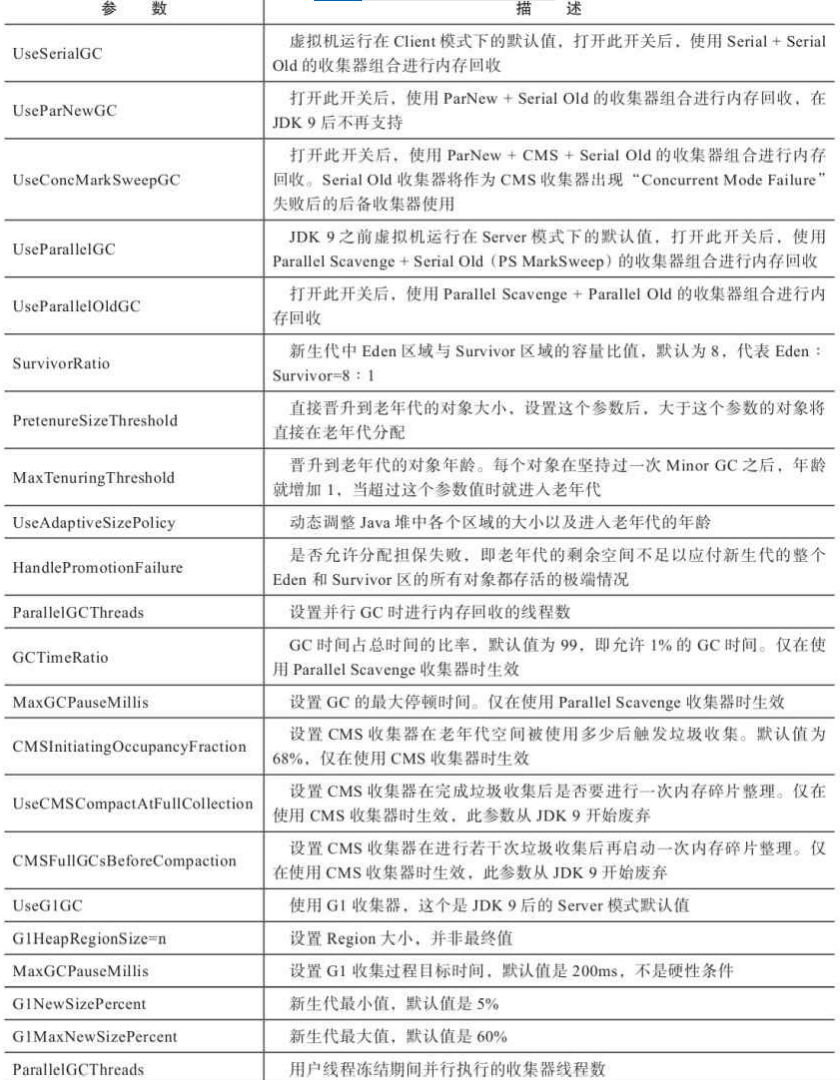 参 数 描 述
UseSerialGC
虚拟机运行在 Client 模式下的默认值，打开此开关后，使用 Serial + Serial
Old 的收集器组合进行内存回收
UseParNewGC
打开此开关后，使用 ParNew + Serial Old 的收集器组合进行内存回收，在
JDK 9 后不再支持
UseConcMarkSweepGC
打开此开关后，使用 ParNew + CMS + Serial Old 的收集器组合进行内存
回收。Serial Old 收集器将作为 CMS 收集器出现“Concurrent Mode Failure”
失败后的后备收集器使用
UseParallelGC
JDK 9 之前虚拟机运行在 Server 模式下的默认值，打开此开关后，使用
Parallel Scavenge + Serial Old（PS MarkSweep）的收集器组合进行内存回收
UseParallelOldGC
打开此开关后，使用 Parallel Scavenge + Parallel Old 的收集器组合进行内
存回收
SurvivorRatio
新生代中 Eden 区域与 Survivor 区域的容量比值，默认为 8，代表 Eden：
Survivor=8：1
PretenureSizeThreshold
直接晋升到老年代的对象大小，设置这个参数后，大于这个参数的对象将
直接在老年代分配
MaxTenuringThreshold
晋升到老年代的对象年龄。每个对象在坚持过一次 Minor GC 之后，年龄
就增加 1，当超过这个参数值时就进入老年代
UseAdaptiveSizePolicy
动态调整 Java 堆中各个区域的大小以及进入老年代的年龄
HandlePromotionFailure
是否允许分配担保失败，即老年代的剩余空间不足以应付新生代的整个
Eden 和 Survivor 区的所有对象都存活的极端情况
ParallelGCThreads
设置并行 GC 时进行内存回收的线程数
GCTimeRatio
GC 时间占总时间的比率，默认值为 99，即允许 1% 的 GC 时间。仅在使
用 Parallel Scavenge 收集器时生效
MaxGCPauseMillis
设置 GC 的最大停顿时间。仅在使用 Parallel Scavenge 收集器时生效
CMSInitiatingOccupancyFraction
设置 CMS 收集器在老年代空间被使用多少后触发垃圾收集。默认值为
68%，仅在使用 CMS 收集器时生效
UseCMSCompactAtFullCollection
设置 CMS 收集器在完成垃圾收集后是否要进行一次内存碎片整理。仅在
使用 CMS 收集器时生效，此参数从 JDK 9 开始废弃
CMSFullGCsBeforeCompaction
设置 CMS 收集器在进行若干次垃圾收集后再启动一次内存碎片整理。仅
在使用 CMS 收集器时生效，此参数从 JDK 9 开始废弃
UseG1GC
使用 G1 收集器，这个是 JDK 9 后的 Server 模式默认值
G1HeapRegionSize=n
设置 Region 大小，并非最终值
MaxGCPauseMillis
设置 G1 收集过程目标时间，默认值是 200ms，不是硬性条件
G1NewSizePercent
新生代最小值，默认值是 5%
G1MaxNewSizePercent
新生代最大值，默认值是 60%
ParallelGCThreads
用户线程冻结期间并行执行的收集器线程数